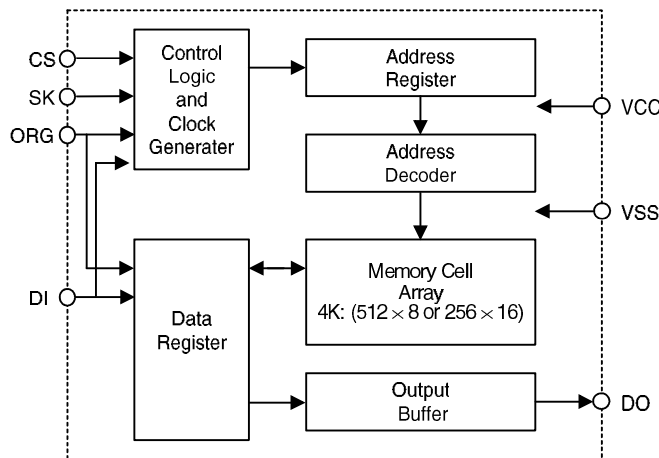 CS
SK
ORG
DI
Control
Logic
and
Clock
Generater
Address
Register
VCC
Address
Decoder
VSS
Data
Register
Memory Cell
Array
4K: (512 × 8 or 256 × 16)
Output
Buffer
DO